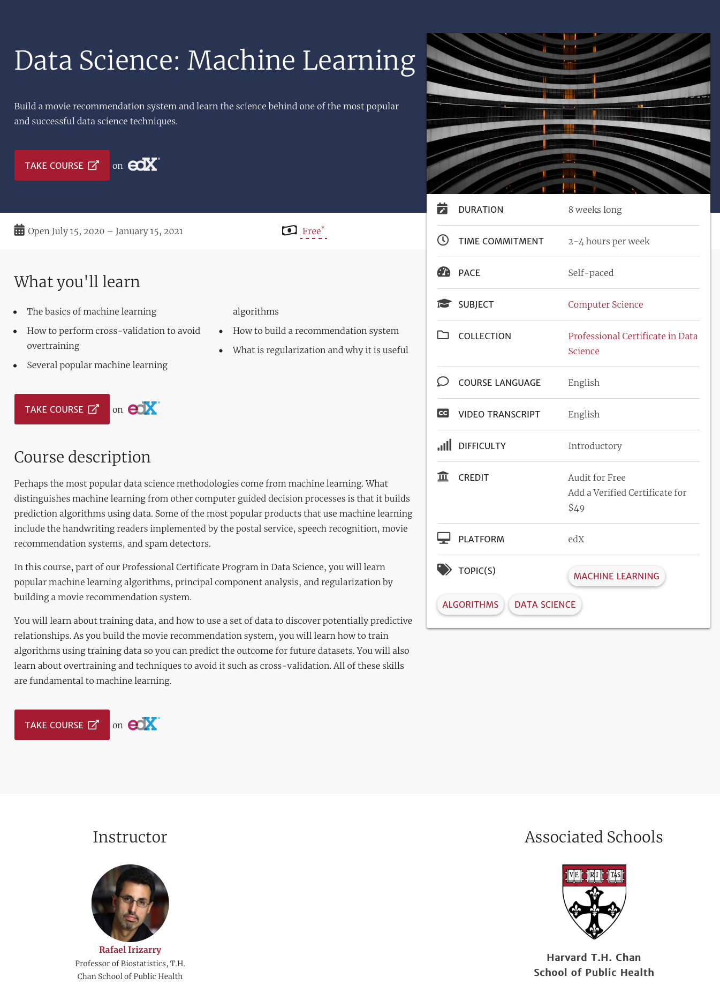 Data Science: Machine Learning
Build a movie recommendation system and learn the science behind one of the most popular
and successful data science techniques.
TAKE COURSE on edX
Open July 15, 2020 – January 15, 2021
Free*
What you'll learn
The basics of machine learning
How to perform cross-validation to avoid
overtraining
Several popular machine learning
algorithms
How to build a recommendation system
What is regularization and why it is useful
TAKE COURSE on edX
Course description
Perhaps the most popular data science methodologies come from machine learning. What
distinguishes machine learning from other computer guided decision processes is that it builds
prediction algorithms using data. Some of the most popular products that use machine learning
include the handwriting readers implemented by the postal service, speech recognition, movie
recommendation systems, and spam detectors.
In this course, part of our Professional Certificate Program in Data Science, you will learn
popular machine learning algorithms, principal component analysis, and regularization by
building a movie recommendation system.
You will learn about training data, and how to use a set of data to discover potentially predictive
relationships. As you build the movie recommendation system, you will learn how to train
algorithms using training data so you can predict the outcome for future datasets. You will also
learn about overtraining and techniques to avoid it such as cross-validation. All of these skills
are fundamental to machine learning.
TAKE COURSE on edX
DURATION 8 weeks long
TIME COMMITMENT 2-4 hours per week
PACE Self-paced
SUBJECT Computer Science
COLLECTION Professional Certificate in Data
Science
COURSE LANGUAGE English
CC VIDEO TRANSCRIPT English
DIFFICULTY Introductory
CREDIT Audit for Free
Add a Verified Certificate for
$49
PLATFORM edX
TOPIC(S) MACHINE LEARNING
ALGORITHMS DATA SCIENCE
Instructor
Rafael Irizarry
Professor of Biostatistics, T.H.
Chan School of Public Health
Associated Schools
VE RI TAS
Harvard T.H. Chan
School of Public Health